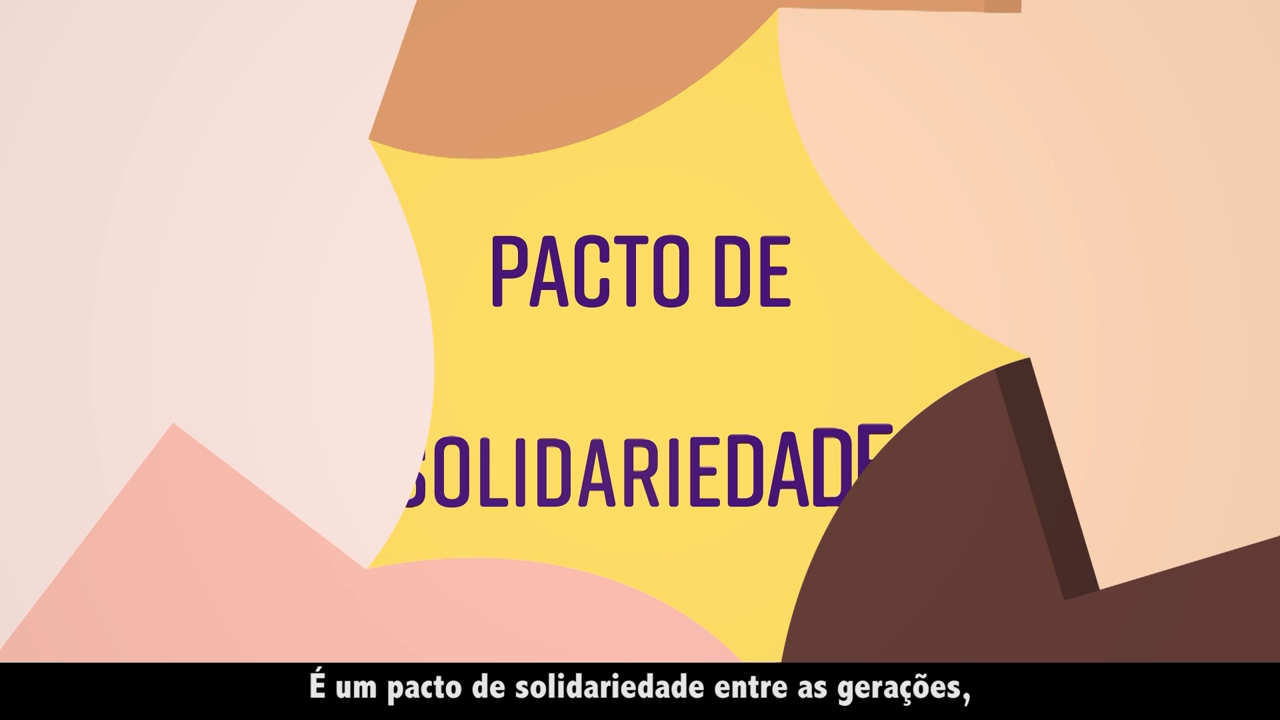 PACTO DE
SOLIDARIEDADE
É um pacto de solidariedade entre as gerações,